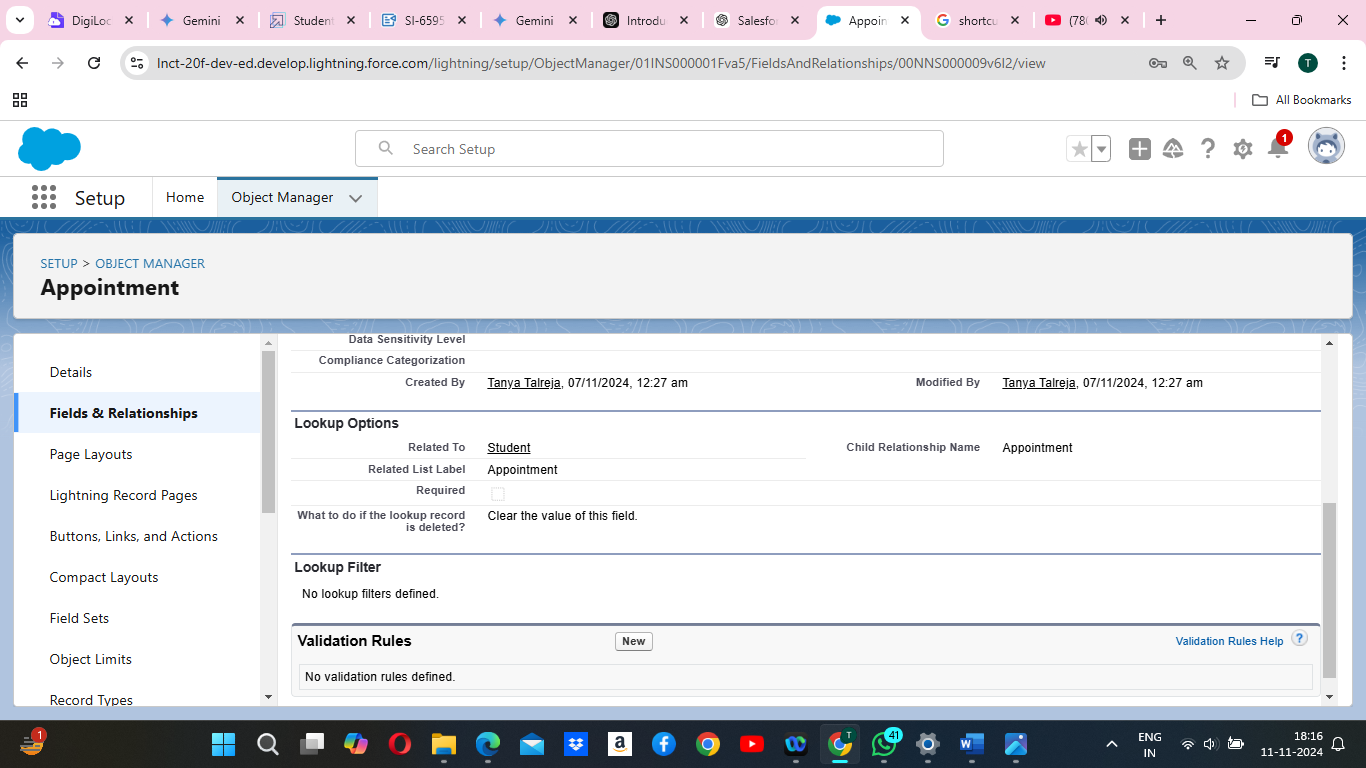 DigiLoc
Gemini
Student
SI-6595
Gemini
Introdu
Salesfo
Appoin
shortcu
(780
lnct-20f-dev-ed.develop.lightning.force.com/lightning/setup/ObjectManager/01INS000001Fva5/FieldsAndRelationships/00NNS000009v6I2/view
T
All Bookmarks
Search Setup
1
Setup
Home
Object Manager
SETUP > OBJECT MANAGER
Appointment
Details
Fields & Relationships
Page Layouts
Lightning Record Pages
Buttons, Links, and Actions
Compact Layouts
Field Sets
Object Limits
Record Types
Data Sensitivity Level
Compliance Categorization
Created By Tanya Talreja, 07/11/2024, 12:27 am Modified By Tanya Talreja, 07/11/2024, 12:27 am
Lookup Options
Related To Student Child Relationship Name Appointment
Related List Label Appointment
Required
What to do if the lookup record is deleted? Clear the value of this field.
Lookup Filter
No lookup filters defined.
Validation Rules New Validation Rules Help ?
No validation rules defined.
1
T
41
ENG
IN
18:16
11-11-2024